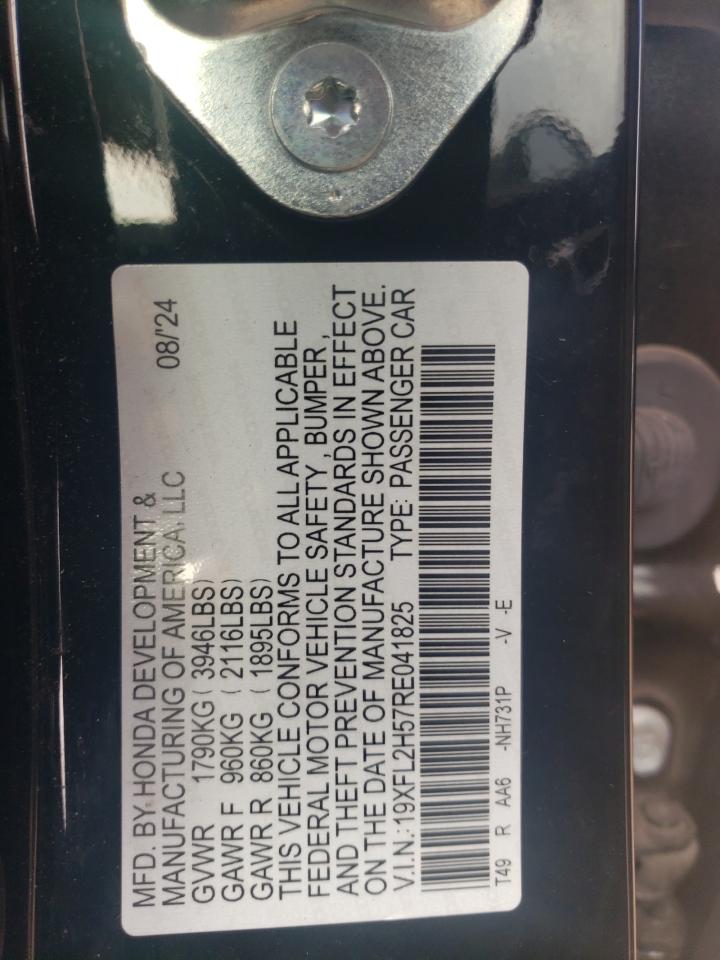 MFD. BY HONDA DEVELOPMENT &
MANUFACTURING OF AMERICA, LLC 08/'24
GVWR 1790KG ( 3946LBS)
GAWR F 960KG ( 2116LBS)
GAWR R 860KG ( 1895LBS)
THIS VEHICLE CONFORMS TO ALL APPLICABLE
FEDERAL MOTOR VEHICLE SAFETY , BUMPER ,
AND THEFT PREVENTION STANDARDS IN EFFECT
ON THE DATE OF MANUFACTURE SHOWN ABOVE.
V.I.N.:19XFL2H57RE041825 TYPE: PASSENGER CAR
T49 R AA6 -NH731P -V -E